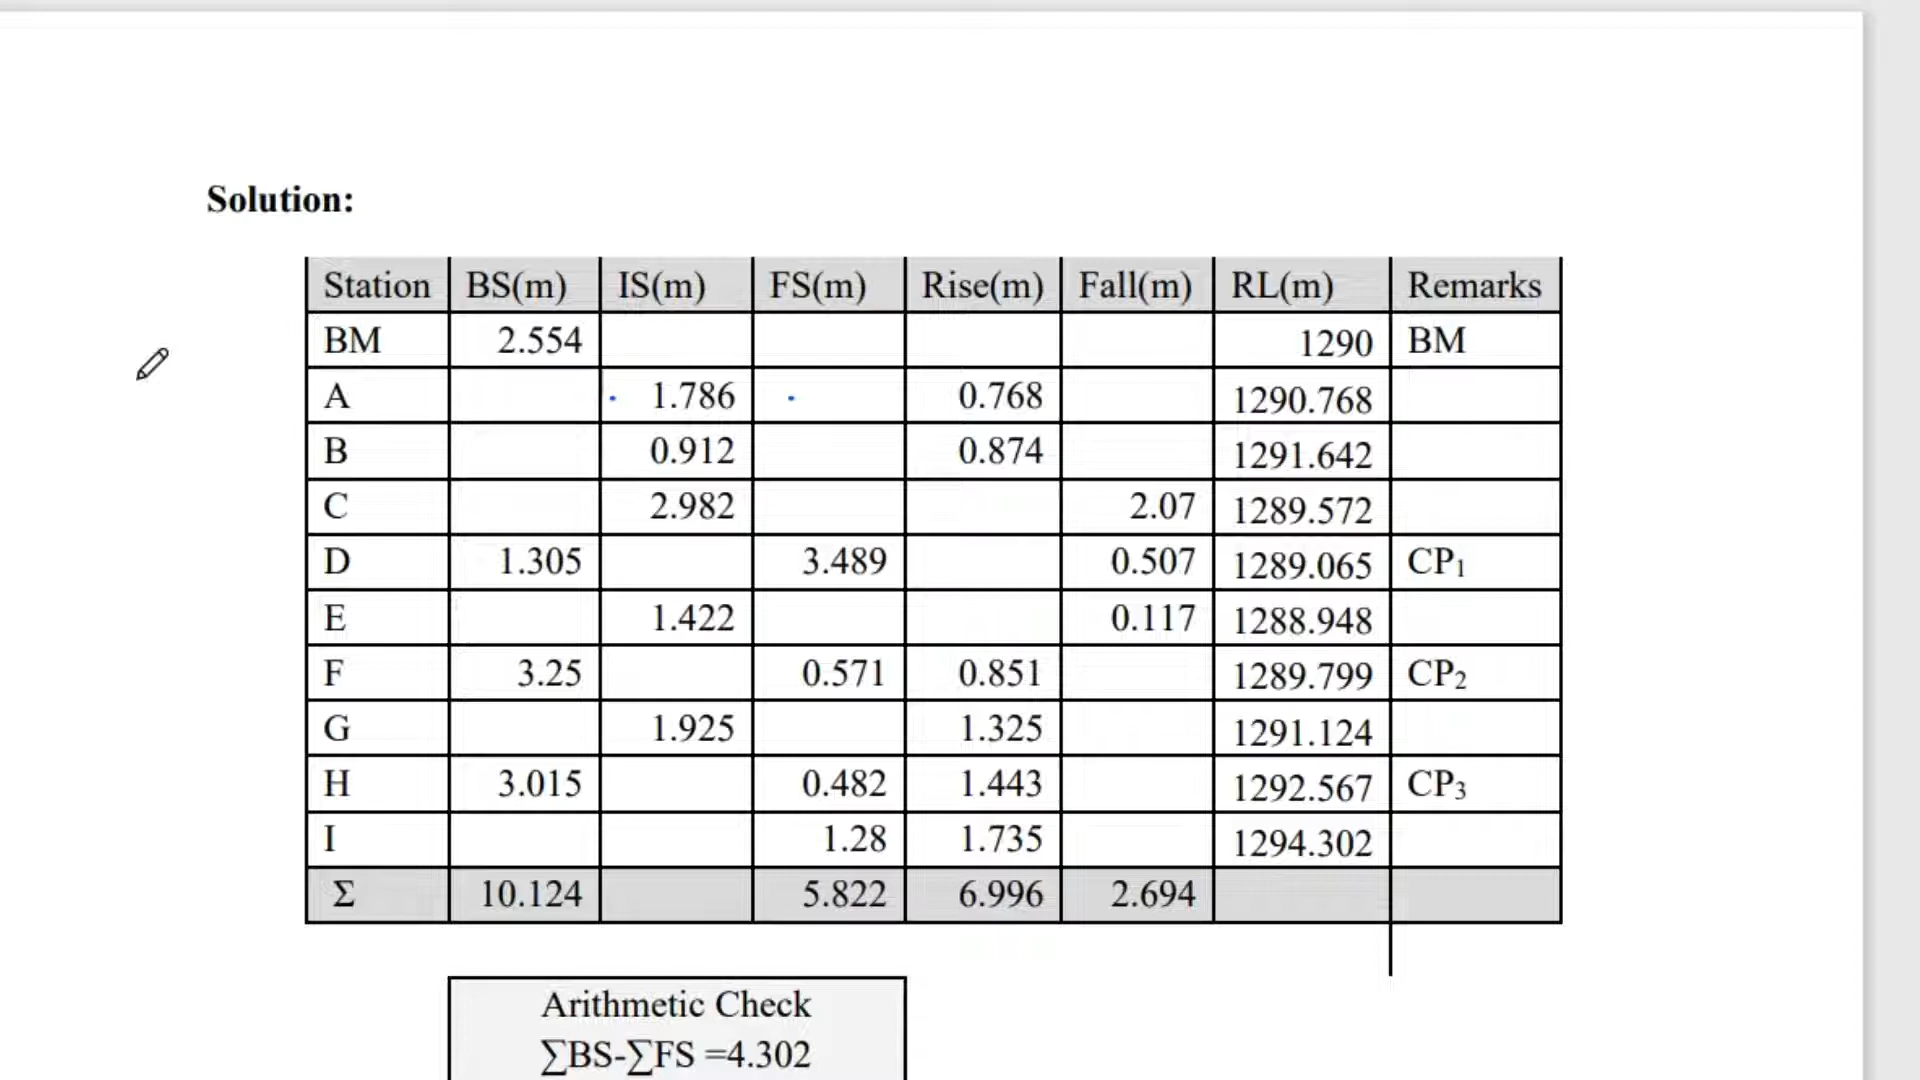 Solution:
Station BS(m) IS(m) FS(m) Rise(m) Fall(m) RL(m) Remarks
BM 2.554 1290 BM
A 1.786 0.768 1290.768
B 0.912 0.874 1291.642
C 2.982 2.07 1289.572
D 1.305 3.489 0.507 1289.065 CP₁
E 1.422 0.117 1288.948
F 3.25 0.571 0.851 1289.799 CP₂
G 1.925 1.325 1291.124
H 3.015 0.482 1.443 1292.567 CP₃
I 1.28 1.735 1294.302
Σ 10.124 5.822 6.996 2.694
Arithmetic Check
∑BS-∑FS =4.302